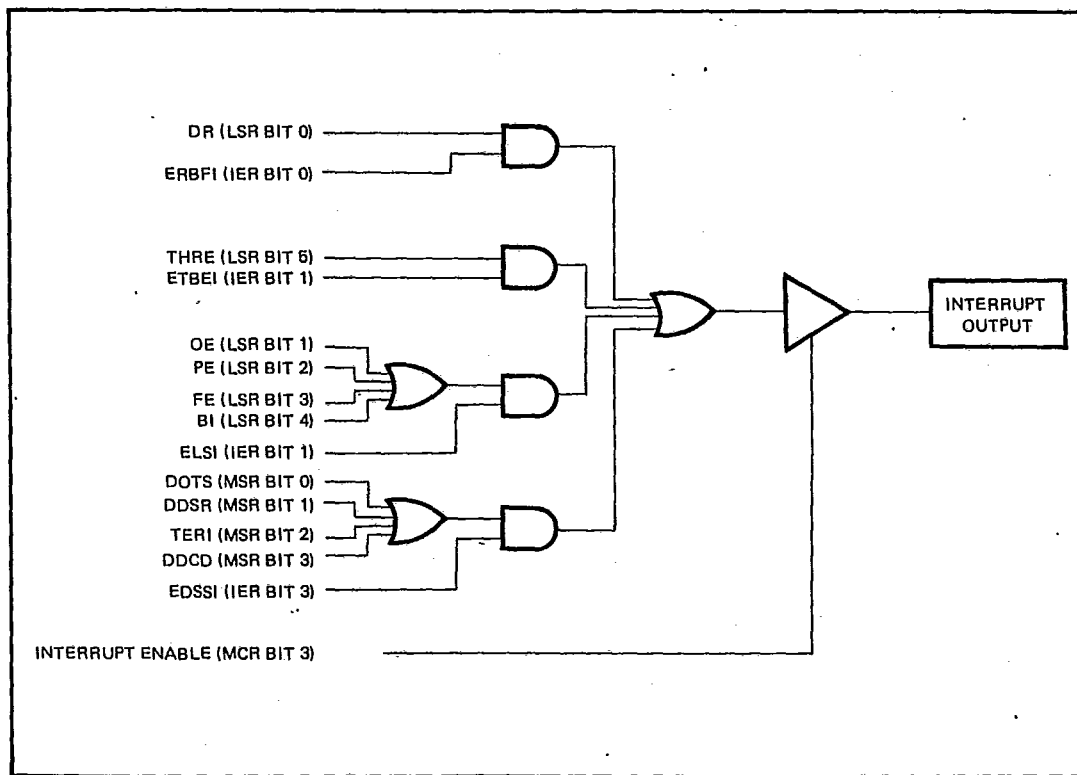 DR (LSR BIT 0)
ERBFI (IER BIT 0)
THRE (LSR BIT 5)
ETBEI (IER BIT 1)
OE (LSR BIT 1)
PE (LSR BIT 2)
FE (LSR BIT 3)
BI (LSR BIT 4)
ELSI (IER BIT 1)
DOTS (MSR BIT 0)
DDSR (MSR BIT 1)
TERI (MSR BIT 2)
DDCD (MSR BIT 3)
EDSSI (IER BIT 3)
INTERRUPT ENABLE (MCR BIT 3)
INTERRUPT
OUTPUT